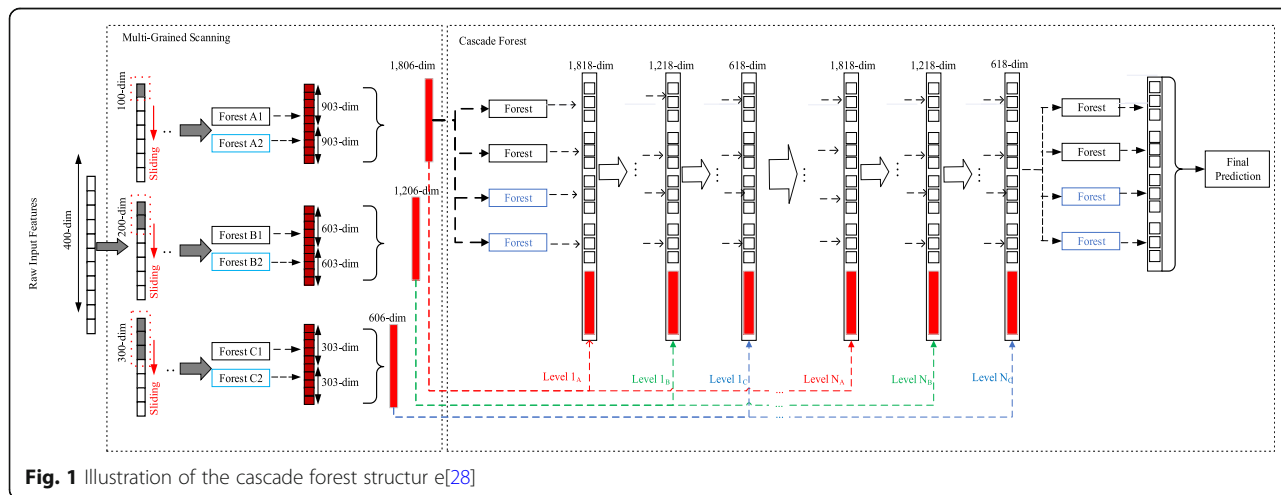 Multi-Grained Scanning
Cascade Forest
Raw Input Features
400-dim
100-dim
Sliding
..
Forest A1
Forest A2
903-dim
903-dim
1,806-dim
200-dim
Sliding
..
Forest B1
Forest B2
603-dim
603-dim
1,206-dim
300-dim
Sliding
..
Forest C1
Forest C2
303-dim
303-dim
606-dim
Forest
Forest
Forest
Forest
1,818-dim
1,218-dim
618-dim
1,818-dim
1,218-dim
618-dim
Level 1A
Level 1B
Level 1C
...
...
Level NA
Level NB
Level NC
Forest
Forest
Forest
Forest
Final
Prediction
Fig. 1 Illustration of the cascade forest structur e[28]